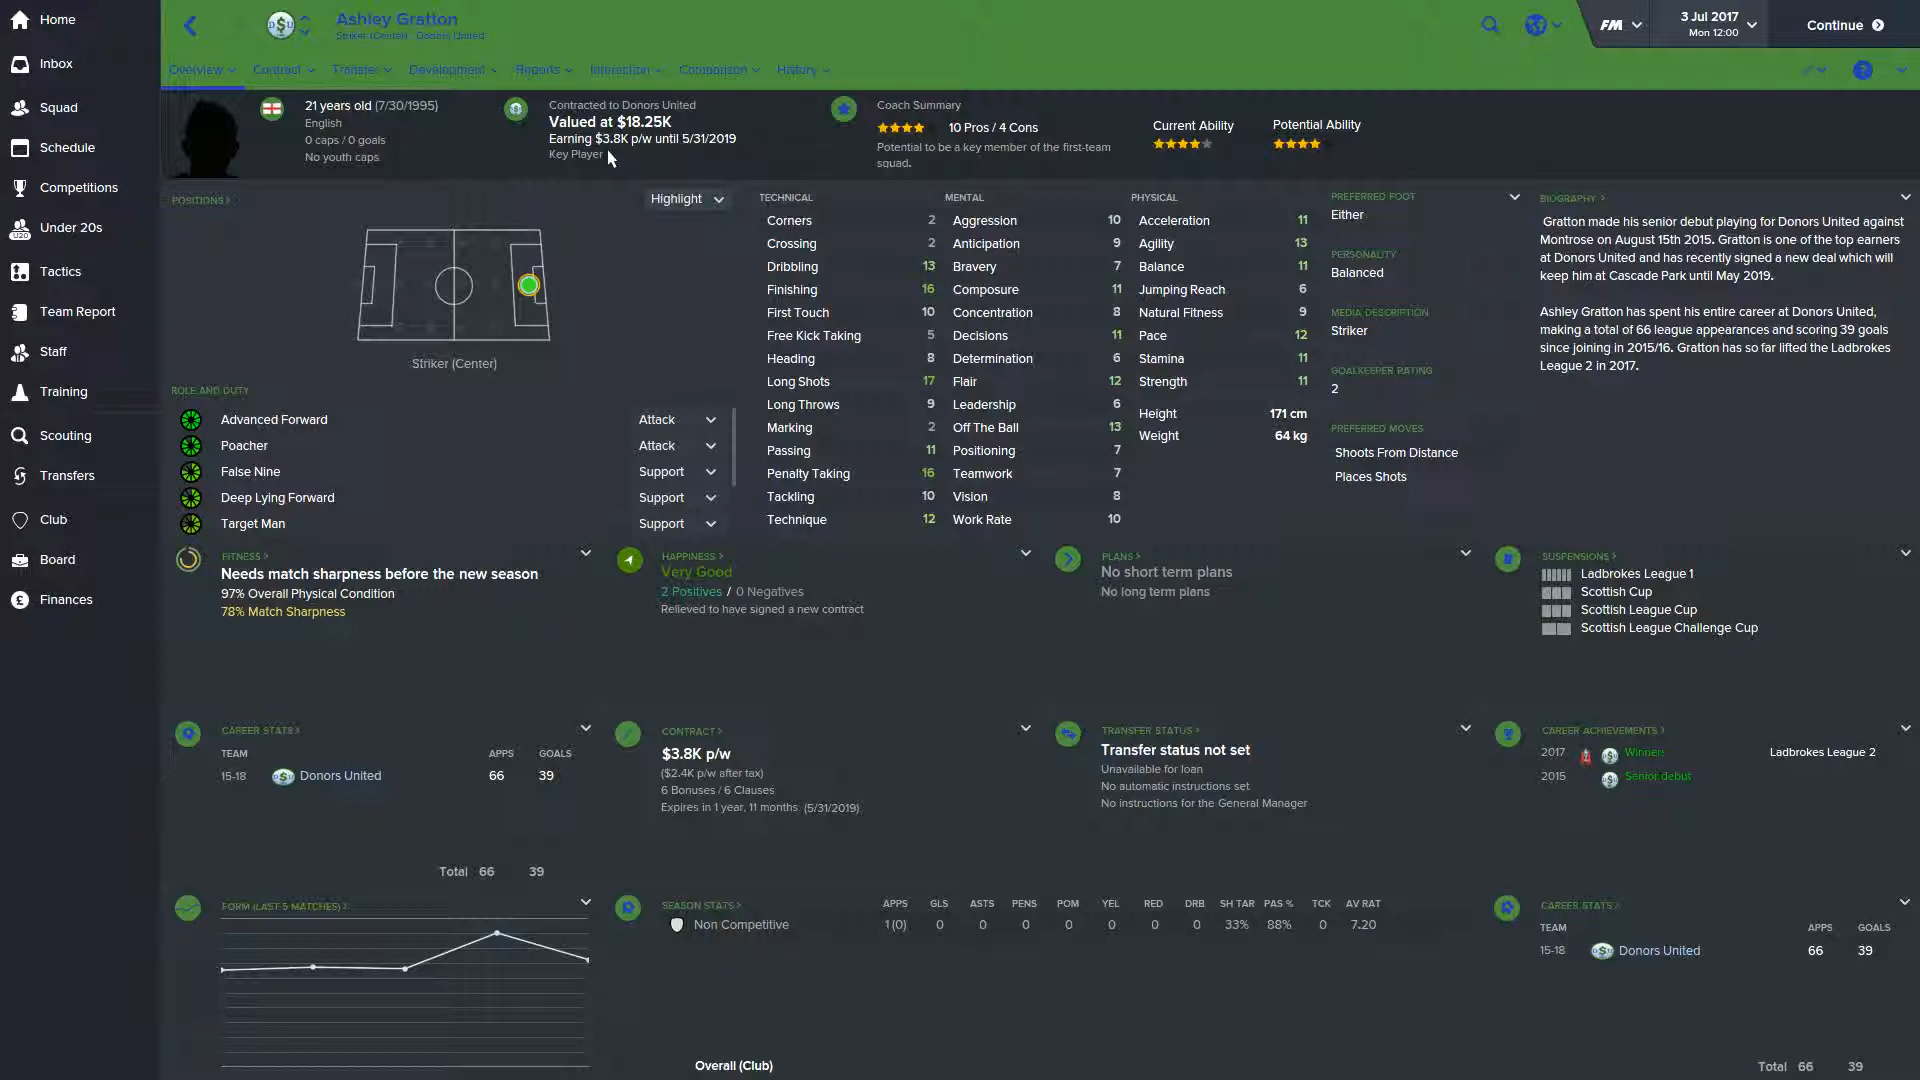 Home
Inbox
Squad
Schedule
Competitions
Under 20s
Tactics
Team Report
Staff
Training
Scouting
Transfers
Club
Board
Finances
Ashley Gratton
Striker (Center) - Donors United
FM
3 Jul 2017
Mon 12:00
Continue
Overview Contract Transfer Development Reports Interaction Comparison History
21 years old (7/30/1995)
English
0 caps / 0 goals
No youth caps
Contracted to Donors United
Valued at $18.25K
Earning $3.8K p/w until 5/31/2019
Key Player
Coach Summary
10 Pros / 4 Cons
Potential to be a key member of the first-team
squad.
Current Ability
Potential Ability
POSITIONS >
Highlight
Striker (Center)
ROLE AND DUTY
Advanced Forward Attack
Poacher Attack
False Nine Support
Deep Lying Forward Support
Target Man Support
TECHNICAL
Corners 2
Crossing 2
Dribbling 13
Finishing 16
First Touch 10
Free Kick Taking 5
Heading 8
Long Shots 17
Long Throws 9
Marking 2
Passing 11
Penalty Taking 16
Tackling 10
Technique 12
MENTAL
Aggression 10
Anticipation 9
Bravery 7
Composure 11
Concentration 8
Decisions 11
Determination 6
Flair 12
Leadership 6
Off The Ball 13
Positioning 7
Teamwork 7
Vision 8
Work Rate 10
PHYSICAL
Acceleration 11
Agility 13
Balance 11
Jumping Reach 6
Natural Fitness 9
Pace 12
Stamina 11
Strength 11
Height 171 cm
Weight 64 kg
PREFERRED FOOT
Either
PERSONALITY
Balanced
MEDIA DESCRIPTION
Striker
GOALKEEPER RATING
2
PREFERRED MOVES
Shoots From Distance
Places Shots
BIOGRAPHY >
Gratton made his senior debut playing for Donors United against
Montrose on August 15th 2015. Gratton is one of the top earners
at Donors United and has recently signed a new deal which will
keep him at Cascade Park until May 2019.
Ashley Gratton has spent his entire career at Donors United,
making a total of 66 league appearances and scoring 39 goals
since joining in 2015/16. Gratton has so far lifted the Ladbrokes
League 2 in 2017.
FITNESS >
Needs match sharpness before the new season
97% Overall Physical Condition
78% Match Sharpness
HAPPINESS >
Very Good
2 Positives / 0 Negatives
Relieved to have signed a new contract
PLANS >
No short term plans
No long term plans
SUSPENSIONS >
Ladbrokes League 1
Scottish Cup
Scottish League Cup
Scottish League Challenge Cup
CAREER STATS >
TEAM APPS GOALS
15-18 Donors United 66 39
Total 66 39
CONTRACT >
$3.8K p/w
($2.4K p/w after tax)
6 Bonuses / 6 Clauses
Expires in 1 year, 11 months (5/31/2019)
TRANSFER STATUS >
Transfer status not set
Unavailable for loan
No automatic instructions set
No instructions for the General Manager
CAREER ACHIEVEMENTS >
2017 Winners Ladbrokes League 2
2015 Senior debut
FORM (LAST 5 MATCHES) >
SEASON STATS >
APPS GLS ASTS PENS POM YEL RED DRB SH TAR PAS % TCK AV RAT
Non Competitive 1 (0) 0 0 0 0 0 0 0 33% 88% 0 7.20
Overall (Club)
CAREER STATS >
TEAM APPS GOALS
15-18 Donors United 66 39
Total 66 39